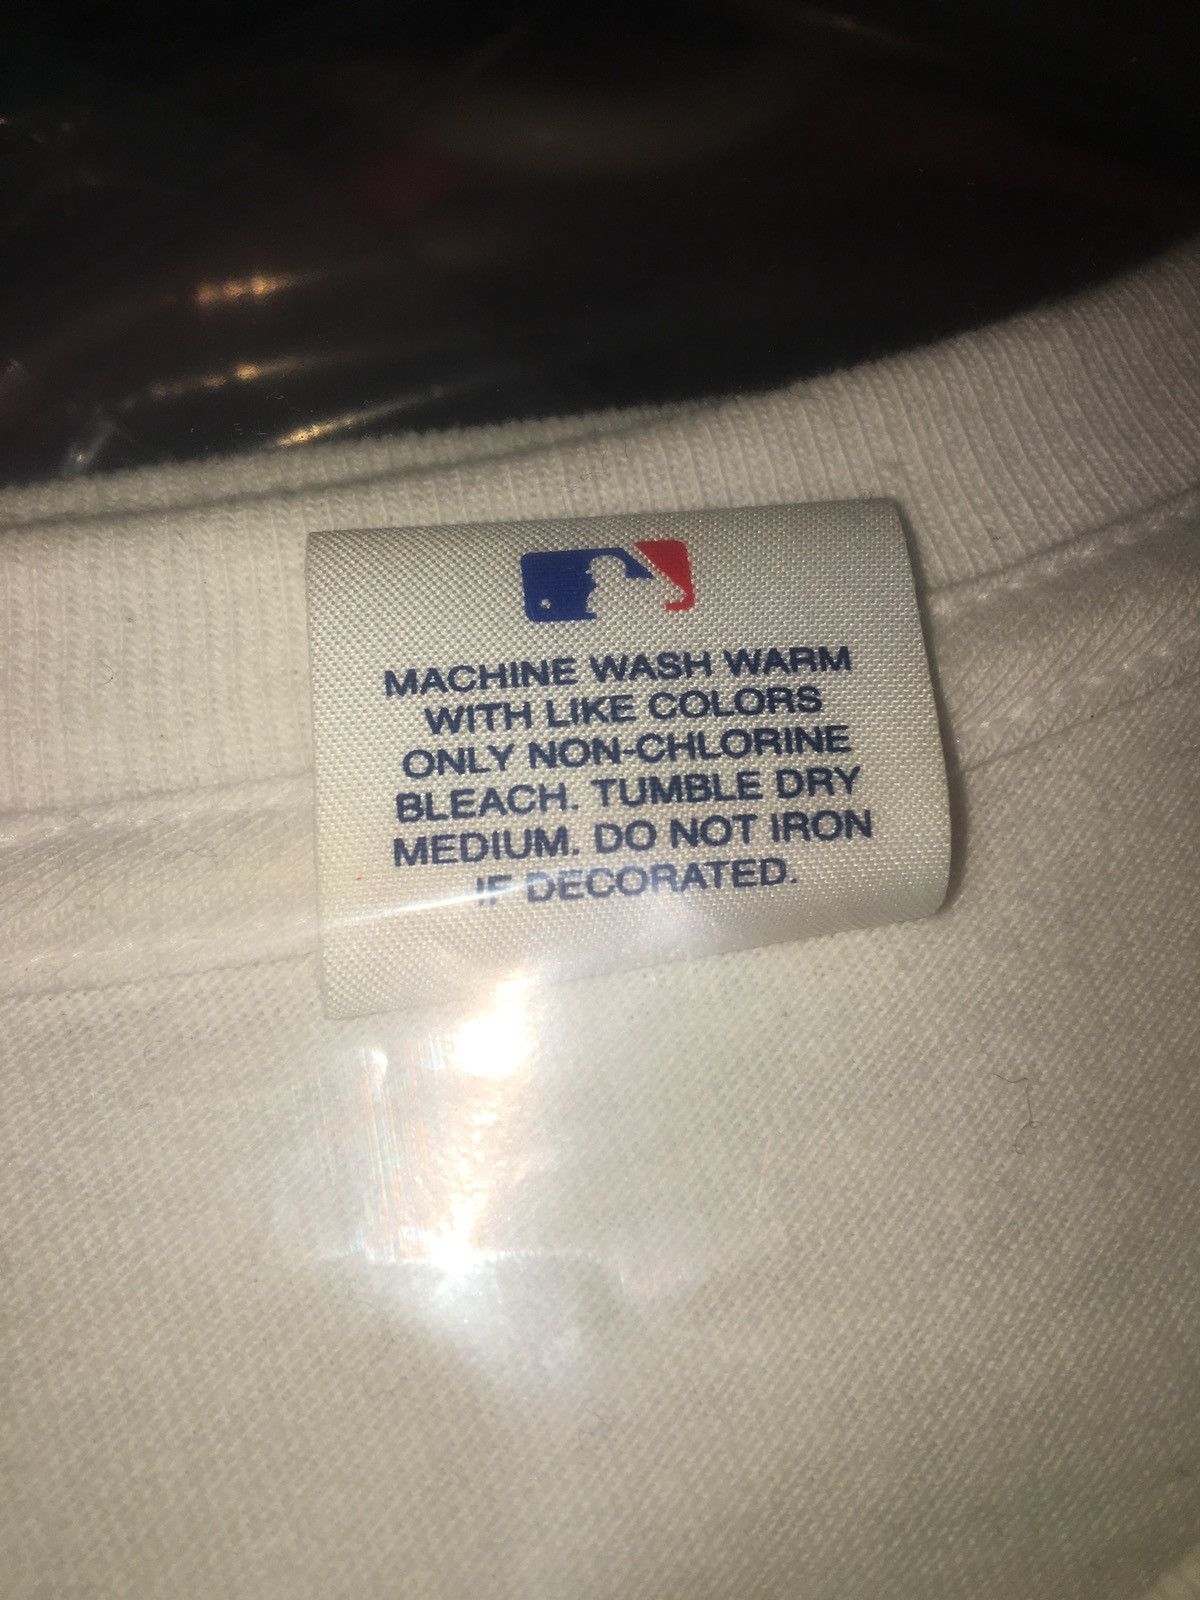 MACHINE WASH WARM
WITH LIKE COLORS
ONLY NON-CHLORINE
BLEACH. TUMBLE DRY
MEDIUM. DO NOT IRON
IF DECORATED.